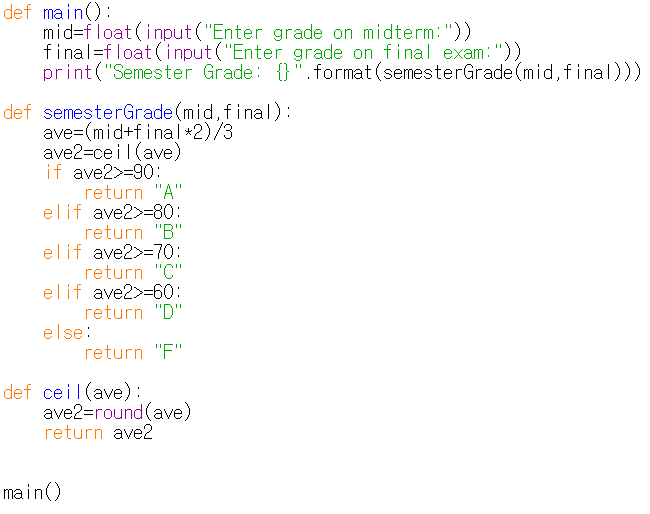 def main():
    mid=float(input("Enter grade on midterm:"))
    final=float(input("Enter grade on final exam:"))
    print("Semester Grade: {}".format(semesterGrade(mid,final)))

def semesterGrade(mid,final):
    ave=(mid+final*2)/3
    ave2=ceil(ave)
    if ave2>=90:
        return "A"
    elif ave2>=80:
        return "B"
    elif ave2>=70:
        return "C"
    elif ave2>=60:
        return "D"
    else:
        return "F"

def ceil(ave):
    ave2=round(ave)
    return ave2


main()